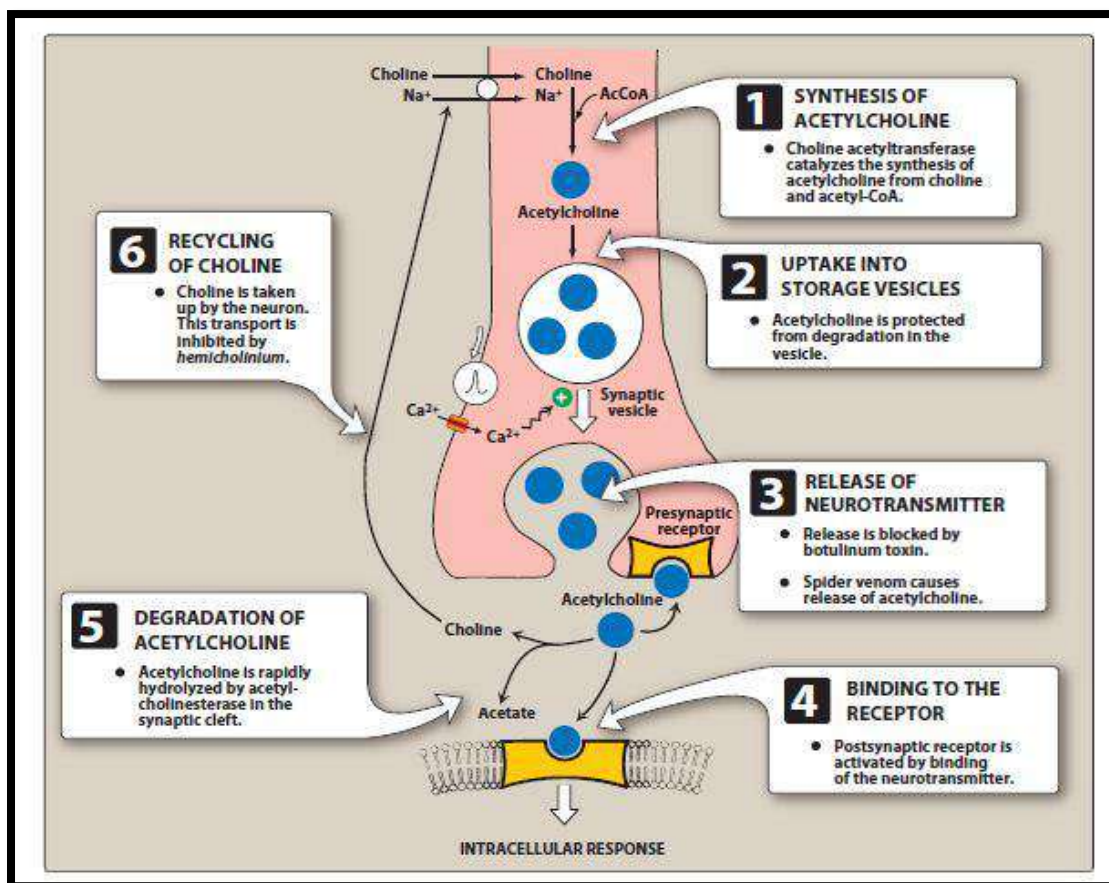 Choline
Na⁺
Choline
Na⁺
AcCoA
Acetylcholine
1 SYNTHESIS OF
ACETYLCHOLINE
• Choline acetyltransferase
catalyzes the synthesis of
acetylcholine from choline
and acetyl-CoA.
2 UPTAKE INTO
STORAGE VESICLES
• Acetylcholine is protected
from degradation in the
vesicle.
6 RECYCLING
OF CHOLINE
• Choline is taken
up by the neuron.
This transport is
inhibited by
hemicholinium.
Ca²⁺
Ca²⁺
+
Synaptic
vesicle
3 RELEASE OF
NEUROTRANSMITTER
• Release is blocked by
botulinum toxin.
• Spider venom causes
release of acetylcholine.
Presynaptic
receptor
Acetylcholine
Choline
Acetate
5 DEGRADATION OF
ACETYLCHOLINE
• Acetylcholine is rapidly
hydrolyzed by acetyl-
cholinesterase in the
synaptic cleft.
4 BINDING TO THE
RECEPTOR
• Postsynaptic receptor is
activated by binding
of the neurotransmitter.
INTRACELLULAR RESPONSE